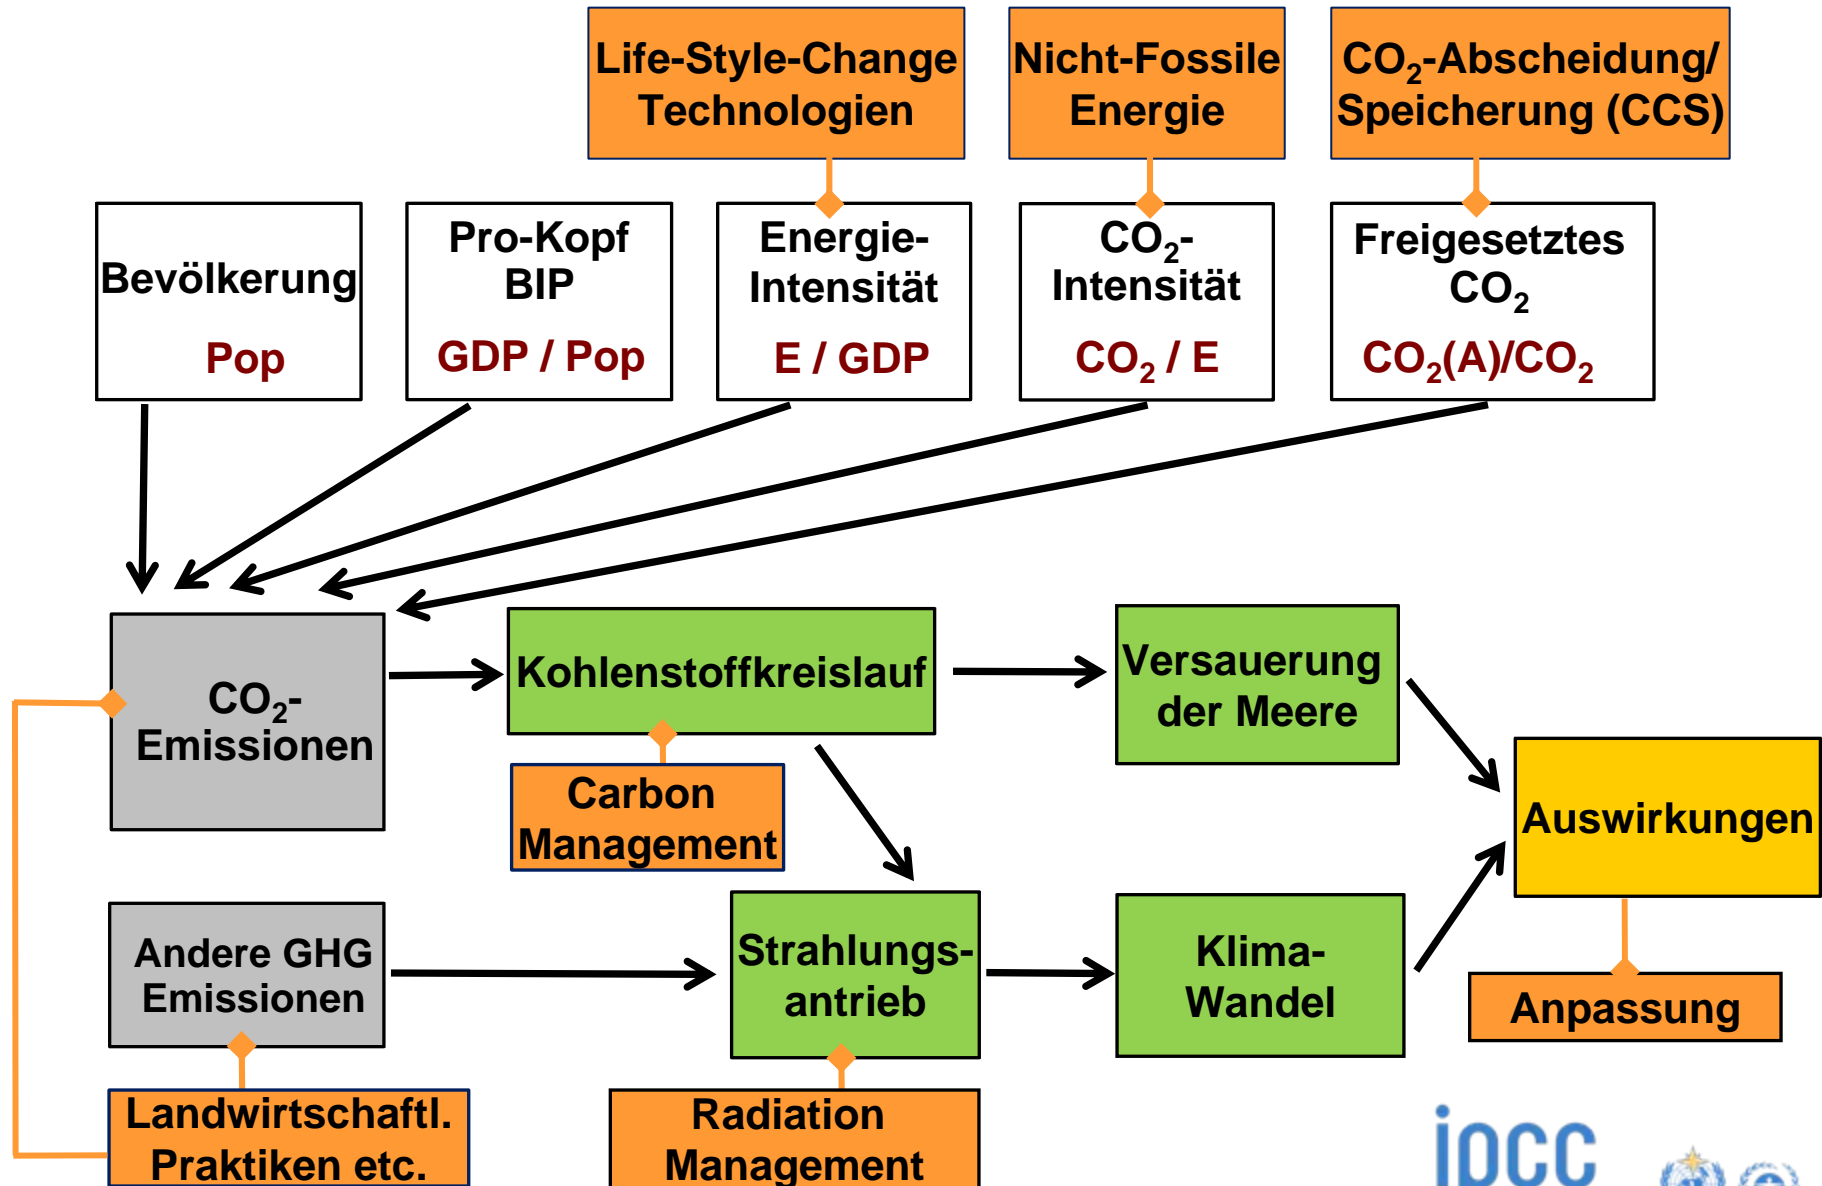 Life-Style-Change
Technologien
Nicht-Fossile
Energie
CO₂-Abscheidung/
Speicherung (CCS)
Bevölkerung
Pop
Pro-Kopf
BIP
GDP / Pop
Energie-
Intensität
E / GDP
CO₂-
Intensität
CO₂ / E
Freigesetztes
CO₂
CO₂(A)/CO₂
CO₂-
Emissionen
Kohlenstoffkreislauf
Versauerung
der Meere
Carbon
Management
Auswirkungen
Andere GHG
Emissionen
Strahlungs-
antrieb
Klima-
Wandel
Anpassung
Landwirtschaftl.
Praktiken etc.
Radiation
Management
ipcc